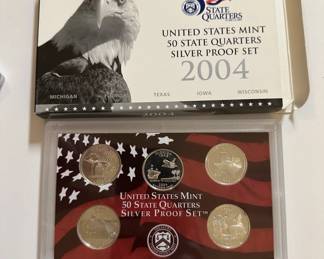 50
STATE
QUARTERS
UNITED STATES MINT
50 STATE QUARTERS
SILVER PROOF SET
2004
MICHIGAN TEXAS IOWA WISCONSIN
UNITED STATES MINT
50 STATE QUARTERS
SILVER PROOF SET™